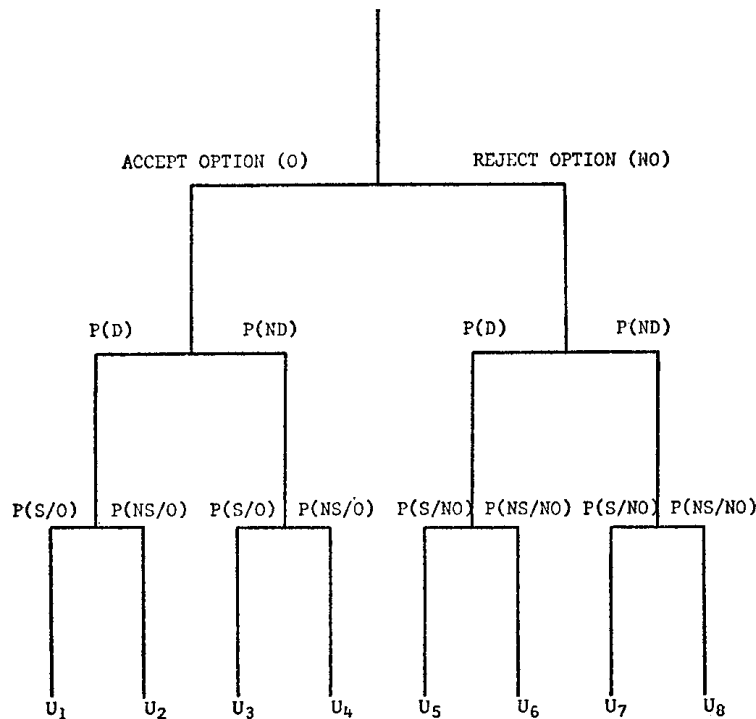 ACCEPT OPTION (O) REJECT OPTION (NO)
P(D) P(ND) P(D) P(ND)
P(S/O) P(NS/O) P(S/O) P(NS/O) P(S/NO) P(NS/NO) P(S/NO) P(NS/NO)
U₁ U₂ U₃ U₄ U₅ U₆ U₇ U₈